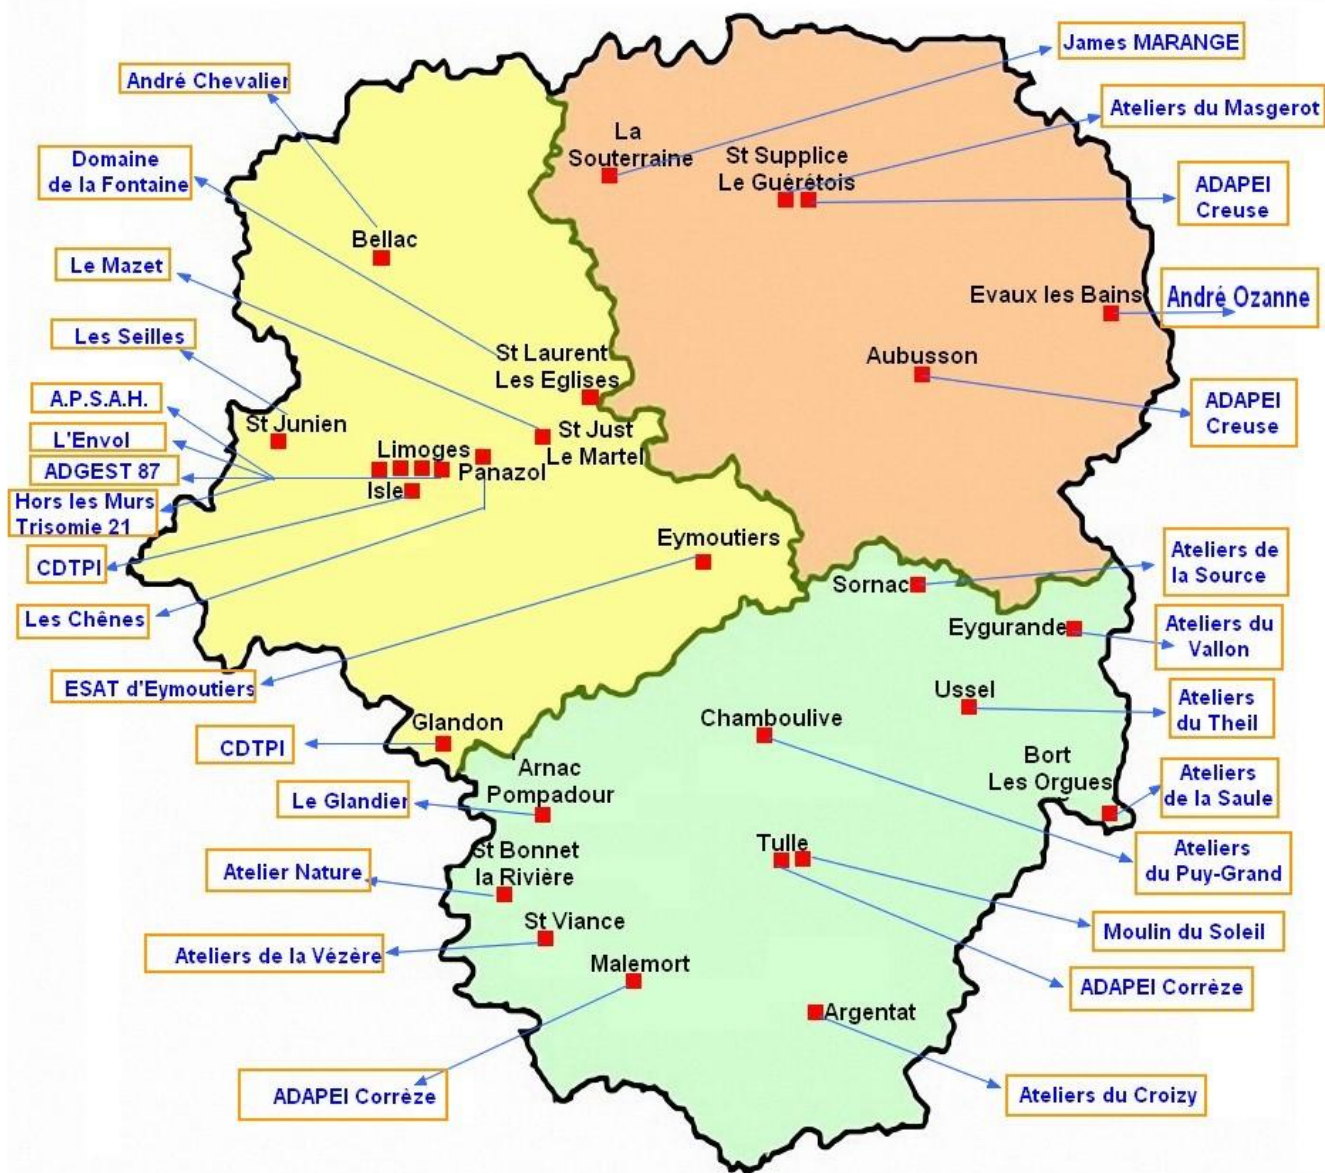 James MARANGE
André Chevalier
Ateliers du Masgerot
La
Souterraine
St Supplice
Le Guérétois
Domaine
de la Fontaine
ADAPEI
Creuse
Bellac
Le Mazet
Evaux les Bains
André Ozanne
Les Seilles
St Laurent
Les Eglises
Aubusson
A.P.S.A.H.
ADAPEI
Creuse
St Junien
L'Envol
Limoges
St Just
Le Martel
ADGEST 87
Panazol
Isle
Hors les Murs
Trisomie 21
Eymoutiers
CDTPI
Sornac
Ateliers de
la Source
Les Chênes
Eygurande
Ateliers du
Vallon
ESAT d'Eymoutiers
Ussel
Ateliers
du Theil
Glandon
Chamboulive
CDTPI
Arnac
Pompadour
Bort
Les Orgues
Ateliers
de la Saule
Le Glandier
Tulle
Ateliers
du Puy-Grand
St Bonnet
la Rivière
Atelier Nature
St Viance
Moulin du Soleil
Ateliers de la Vézère
Malemort
ADAPEI Corrèze
Argentat
ADAPEI Corrèze
Ateliers du Croizy